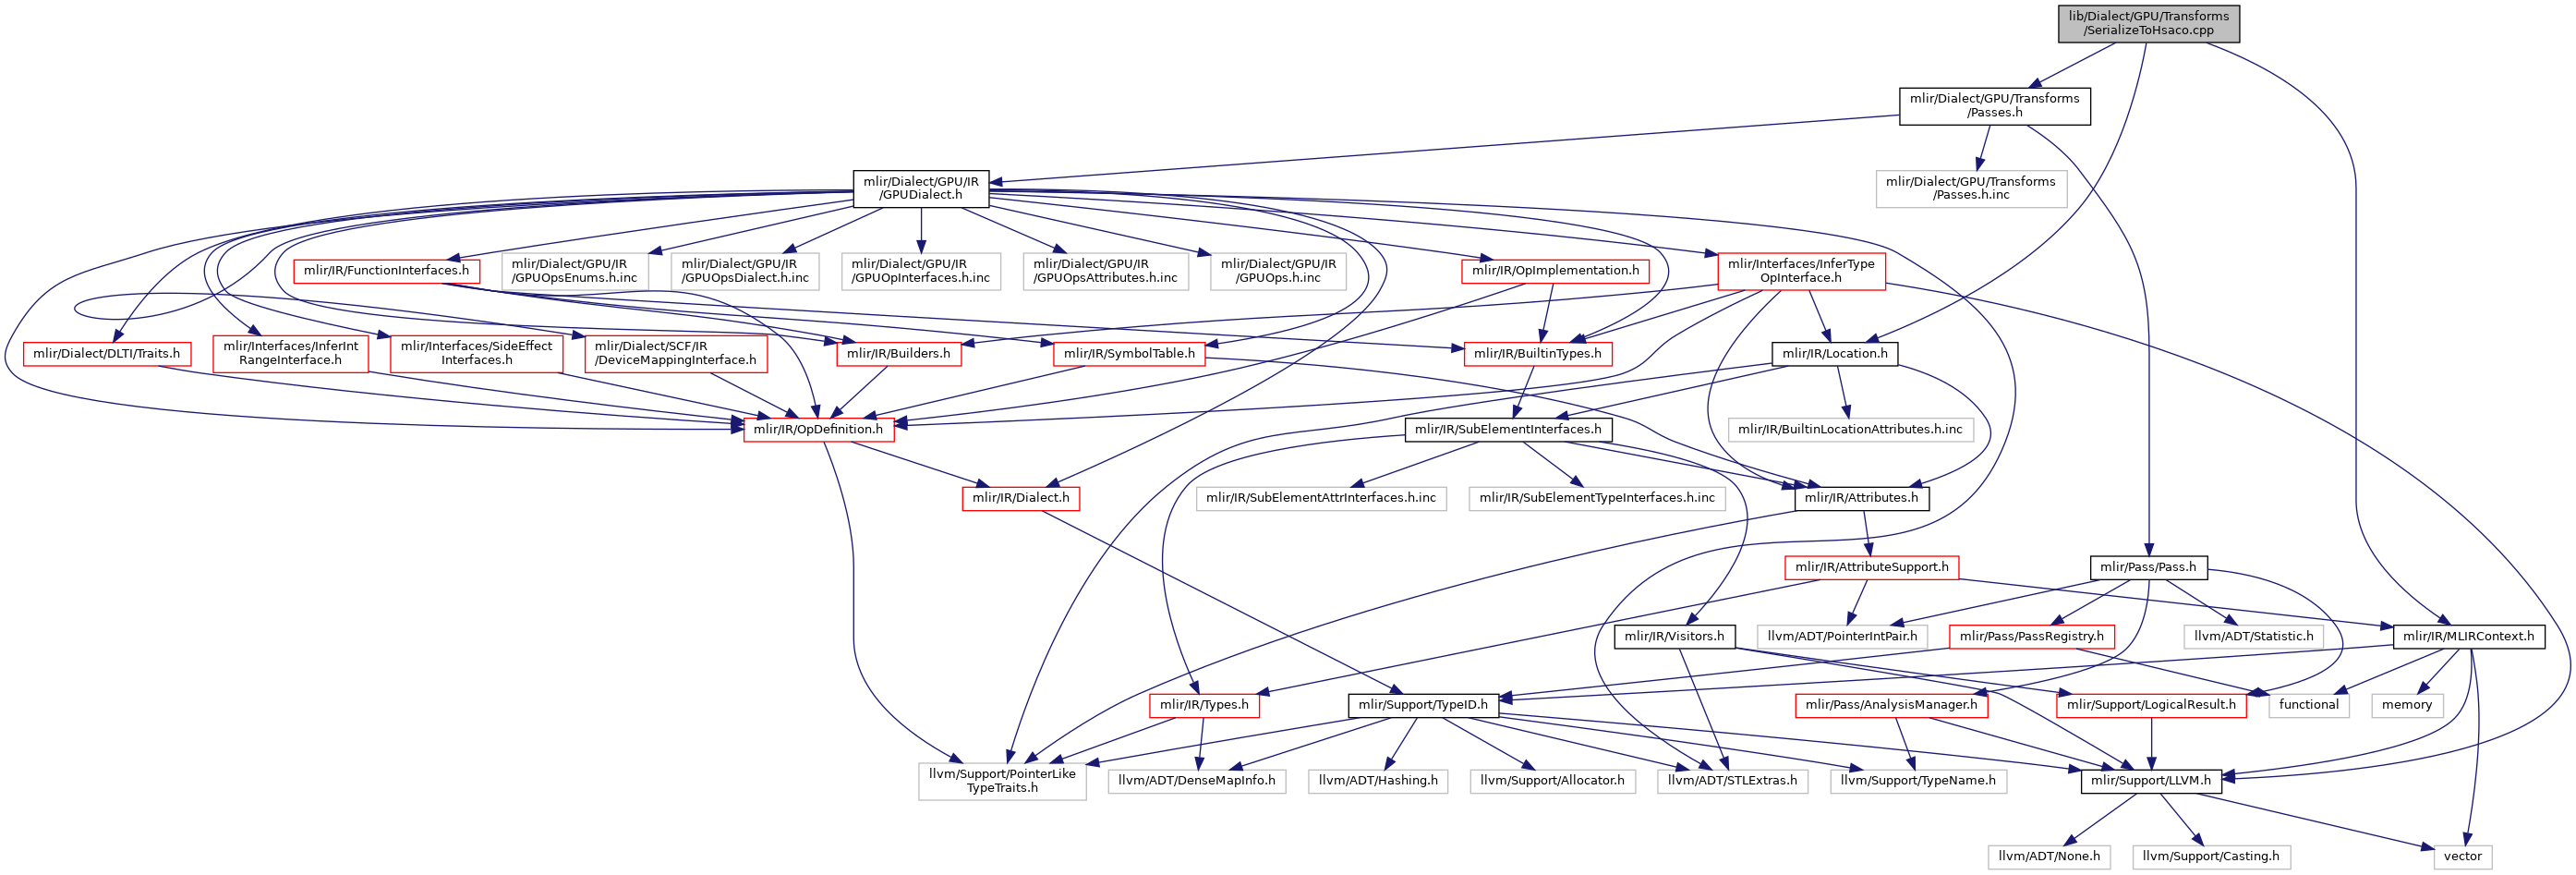 lib/Dialect/GPU/Transforms
/SerializeToHsaco.cpp
mlir/Dialect/GPU/Transforms
/Passes.h
mlir/Dialect/GPU/IR
/GPUDialect.h
mlir/Dialect/GPU/Transforms
/Passes.h.inc
mlir/IR/FunctionInterfaces.h
mlir/Dialect/GPU/IR
/GPUOpsEnums.h.inc
mlir/Dialect/GPU/IR
/GPUOpsDialect.h.inc
mlir/Dialect/GPU/IR
/GPUOpInterfaces.h.inc
mlir/Dialect/GPU/IR
/GPUOpsAttributes.h.inc
mlir/Dialect/GPU/IR
/GPUOps.h.inc
mlir/IR/OpImplementation.h
mlir/Interfaces/InferType
OpInterface.h
mlir/Dialect/DLTI/Traits.h
mlir/Interfaces/InferInt
RangeInterface.h
mlir/Interfaces/SideEffect
Interfaces.h
mlir/Dialect/SCF/IR
/DeviceMappingInterface.h
mlir/IR/Builders.h
mlir/IR/SymbolTable.h
mlir/IR/BuiltinTypes.h
mlir/IR/Location.h
mlir/IR/OpDefinition.h
mlir/IR/SubElementInterfaces.h
mlir/IR/BuiltinLocationAttributes.h.inc
mlir/IR/Dialect.h
mlir/IR/SubElementAttrInterfaces.h.inc
mlir/IR/SubElementTypeInterfaces.h.inc
mlir/IR/Attributes.h
mlir/IR/AttributeSupport.h
mlir/Pass/Pass.h
mlir/IR/Visitors.h
llvm/ADT/PointerIntPair.h
mlir/Pass/PassRegistry.h
llvm/ADT/Statistic.h
mlir/IR/MLIRContext.h
mlir/IR/Types.h
mlir/Support/TypeID.h
mlir/Pass/AnalysisManager.h
mlir/Support/LogicalResult.h
functional
memory
llvm/Support/PointerLike
TypeTraits.h
llvm/ADT/DenseMapInfo.h
llvm/ADT/Hashing.h
llvm/Support/Allocator.h
llvm/ADT/STLExtras.h
llvm/Support/TypeName.h
mlir/Support/LLVM.h
llvm/ADT/None.h
llvm/Support/Casting.h
vector